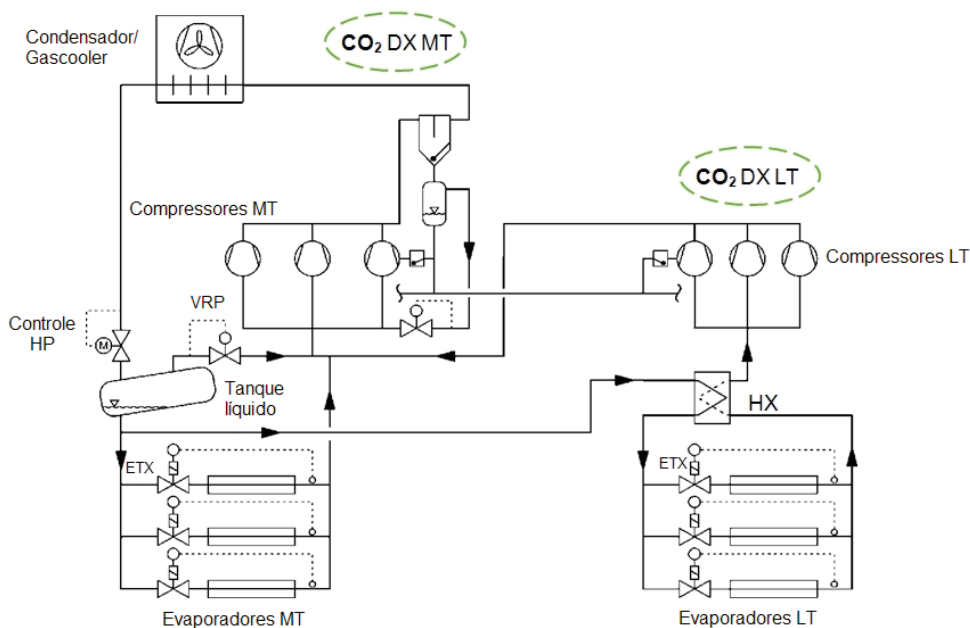 Condensador/
Gascooler
CO₂ DX MT
CO₂ DX LT
Compressores MT
Compressores LT
VRP
Controle
HP
M
Tanque
líquido
HX
ETX
ETX
Evaporadores MT
Evaporadores LT